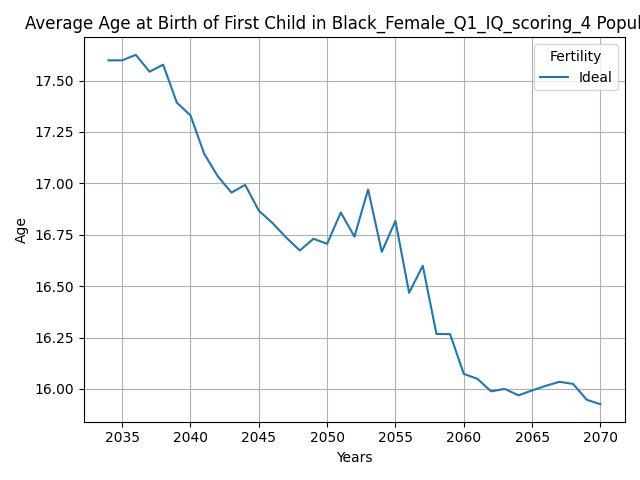 Average Age at Birth of First Child in Black_Female_Q1_IQ_scoring_4 Popul
Fertility
Ideal
17.50
17.25
17.00
16.75
16.50
16.25
16.00
Age
2035 2040 2045 2050 2055 2060 2065 2070
Years